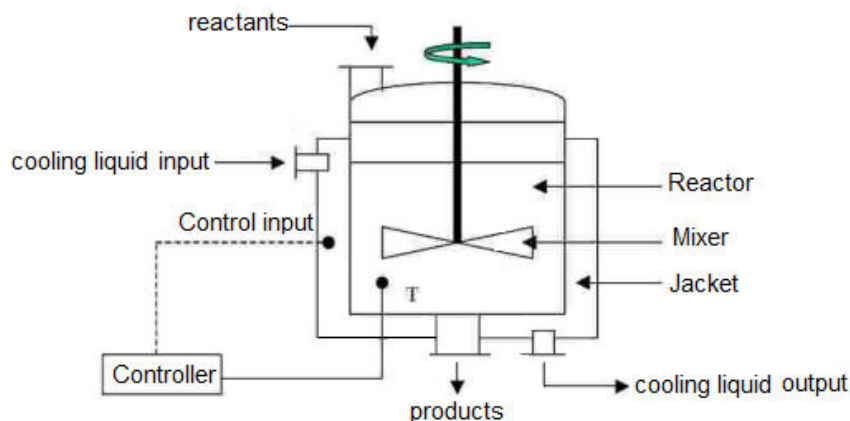 reactants
cooling liquid input
Reactor
Control input
Mixer
T
Jacket
Controller
cooling liquid output
products